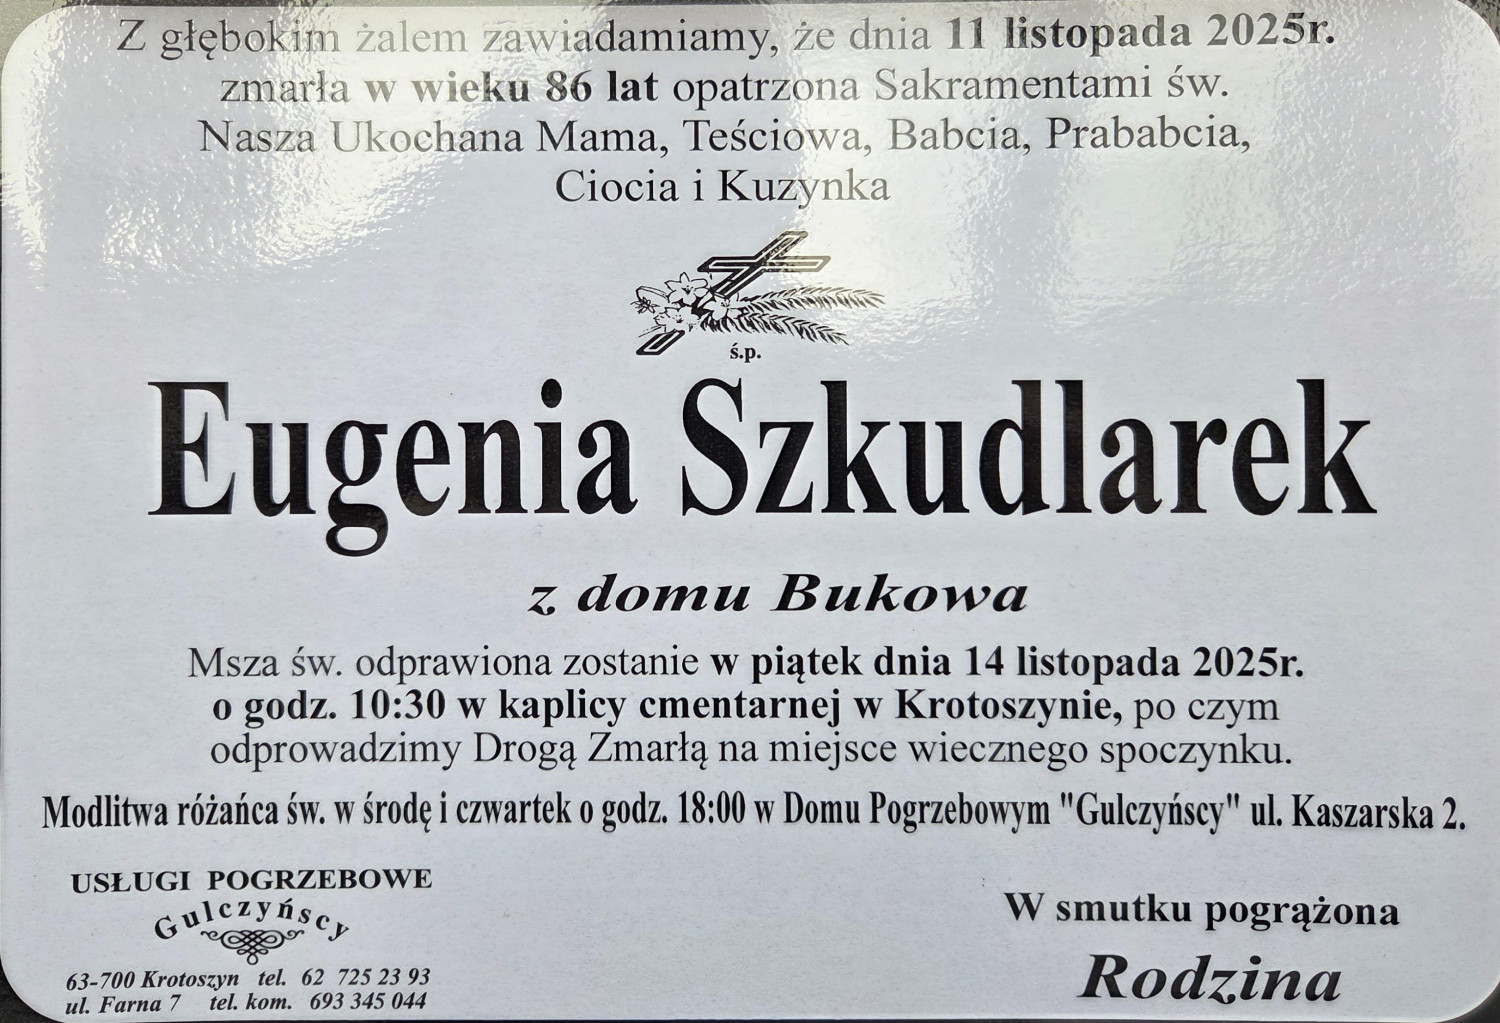 Z głębokim żalem zawiadamiamy, że dnia 11 listopada 2025r.
zmarła w wieku 86 lat opatrzona Sakramentami św.
Nasza Ukochana Mama, Teściowa, Babcia, Prababcia,
Ciocia i Kuzynka
ś.p.
Eugenia Szkudlarek
z domu Bukowa
Msza św. odprawiona zostanie w piątek dnia 14 listopada 2025r.
o godz. 10:30 w kaplicy cmentarnej w Krotoszynie, po czym
odprowadzimy Drogą Zmarłą na miejsce wiecznego spoczynku.
Modlitwa różańca św. w środę i czwartek o godz. 18:00 w Domu Pogrzebowym "Gulczyńscy" ul. Kaszarska 2.
USŁUGI POGRZEBOWE
Gulczyńscy
63-700 Krotoszyn tel. 62 725 23 93
ul. Farna 7 tel. kom. 693 345 044
W smutku pogrążona
Rodzina